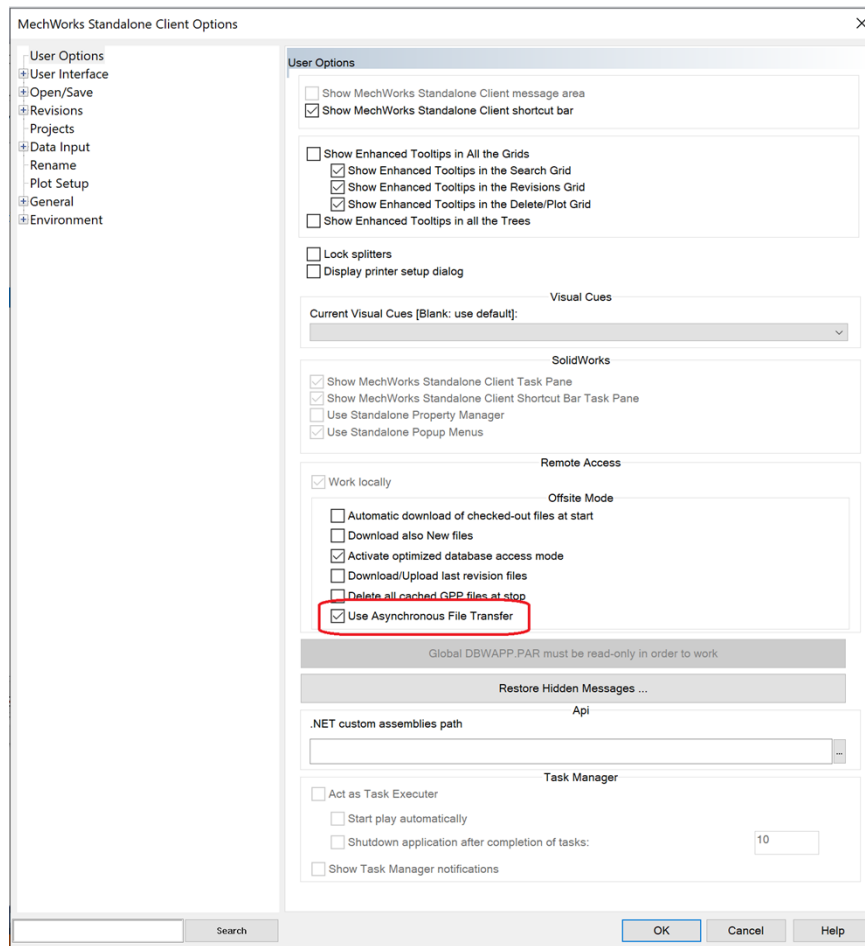 MechWorks Standalone Client Options
User Options
User Interface
Open/Save
Revisions
Projects
Data Input
Rename
Plot Setup
General
Environment
Search
User Options
Show MechWorks Standalone Client message area
Show MechWorks Standalone Client shortcut bar
Show Enhanced Tooltips in All the Grids
Show Enhanced Tooltips in the Search Grid
Show Enhanced Tooltips in the Revisions Grid
Show Enhanced Tooltips in the Delete/Plot Grid
Show Enhanced Tooltips in all the Trees
Lock splitters
Display printer setup dialog
Visual Cues
Current Visual Cues [Blank: use default]:
SolidWorks
Show MechWorks Standalone Client Task Pane
Show MechWorks Standalone Client Shortcut Bar Task Pane
Use Standalone Property Manager
Use Standalone Popup Menus
Remote Access
Work locally
Offsite Mode
Automatic download of checked-out files at start
Download also New files
Activate optimized database access mode
Download/Upload last revision files
Delete all cached GPP files at stop
Use Asynchronous File Transfer
Global DBWAPP.PAR must be read-only in order to work
Restore Hidden Messages ...
Api
.NET custom assemblies path
...
Task Manager
Act as Task Executer
Start play automatically
Shutdown application after completion of tasks: 10
Show Task Manager notifications
OK Cancel Help